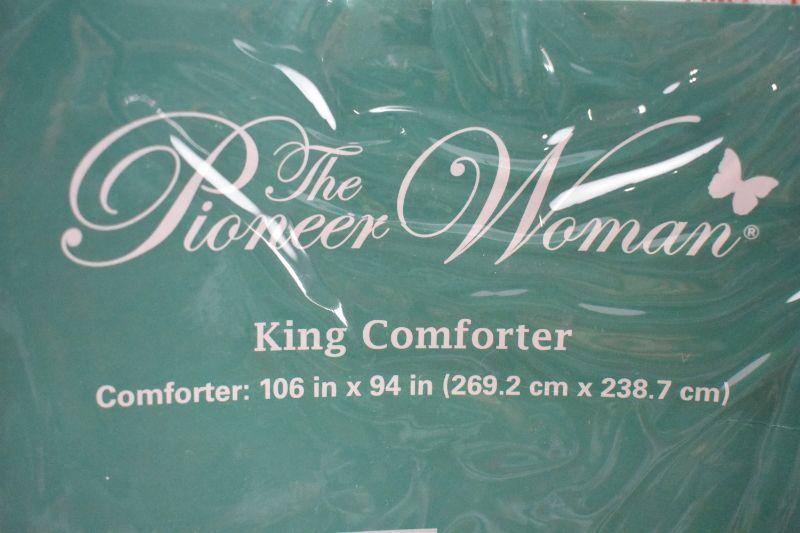 The
Pioneer Woman®
King Comforter
Comforter: 106 in x 94 in (269.2 cm x 238.7 cm)